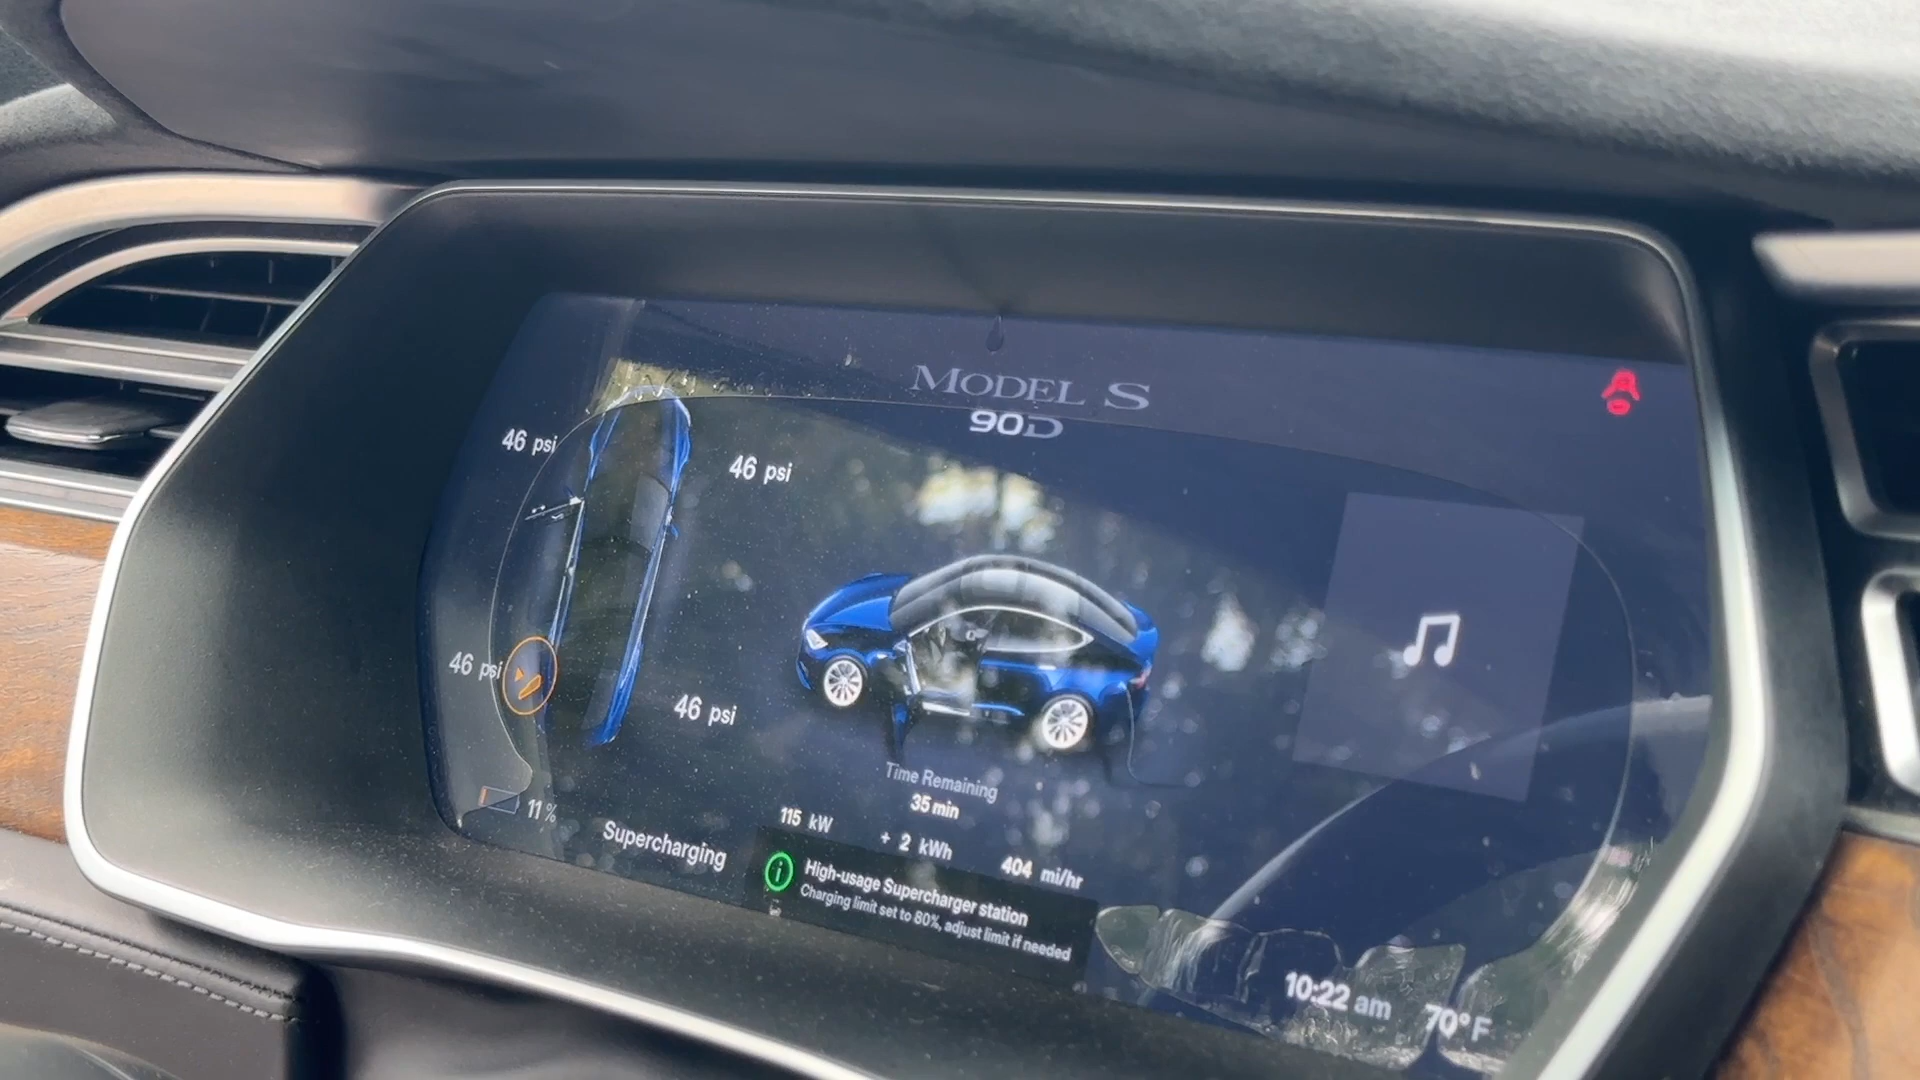 MODEL S
90D
46 psi
46 psi
46 psi
46 psi
11 %
Time Remaining
35 min
115 kW
+ 2 kWh
404 mi/hr
Supercharging
High-usage Supercharger station
Charging limit set to 80%, adjust limit if needed
10:22 am
70°F